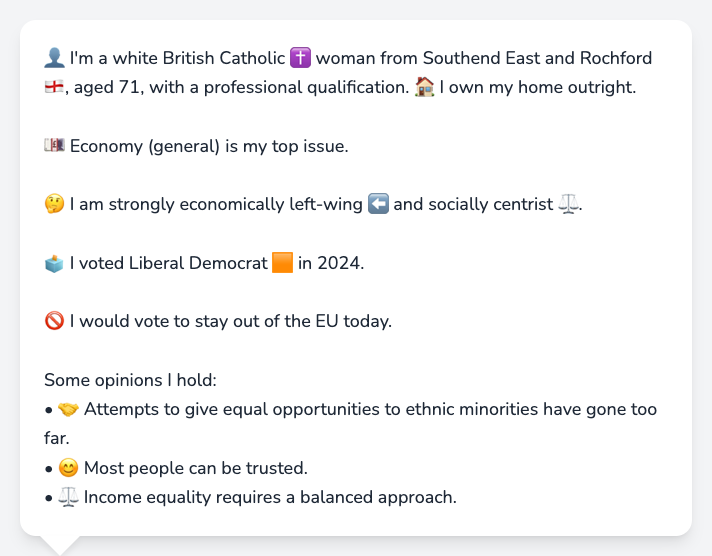 👤 I'm a white British Catholic ✝️ woman from Southend East and Rochford
🏴󠁧󠁢󠁥󠁮󠁧󠁿, aged 71, with a professional qualification. 🏠 I own my home outright.
💷 Economy (general) is my top issue.
🤔 I am strongly economically left-wing ⬅️ and socially centrist ⚖️.
🗳️ I voted Liberal Democrat 🟧 in 2024.
🚫 I would vote to stay out of the EU today.
Some opinions I hold:
• 🤝 Attempts to give equal opportunities to ethnic minorities have gone too
far.
• 😊 Most people can be trusted.
• ⚖️ Income equality requires a balanced approach.